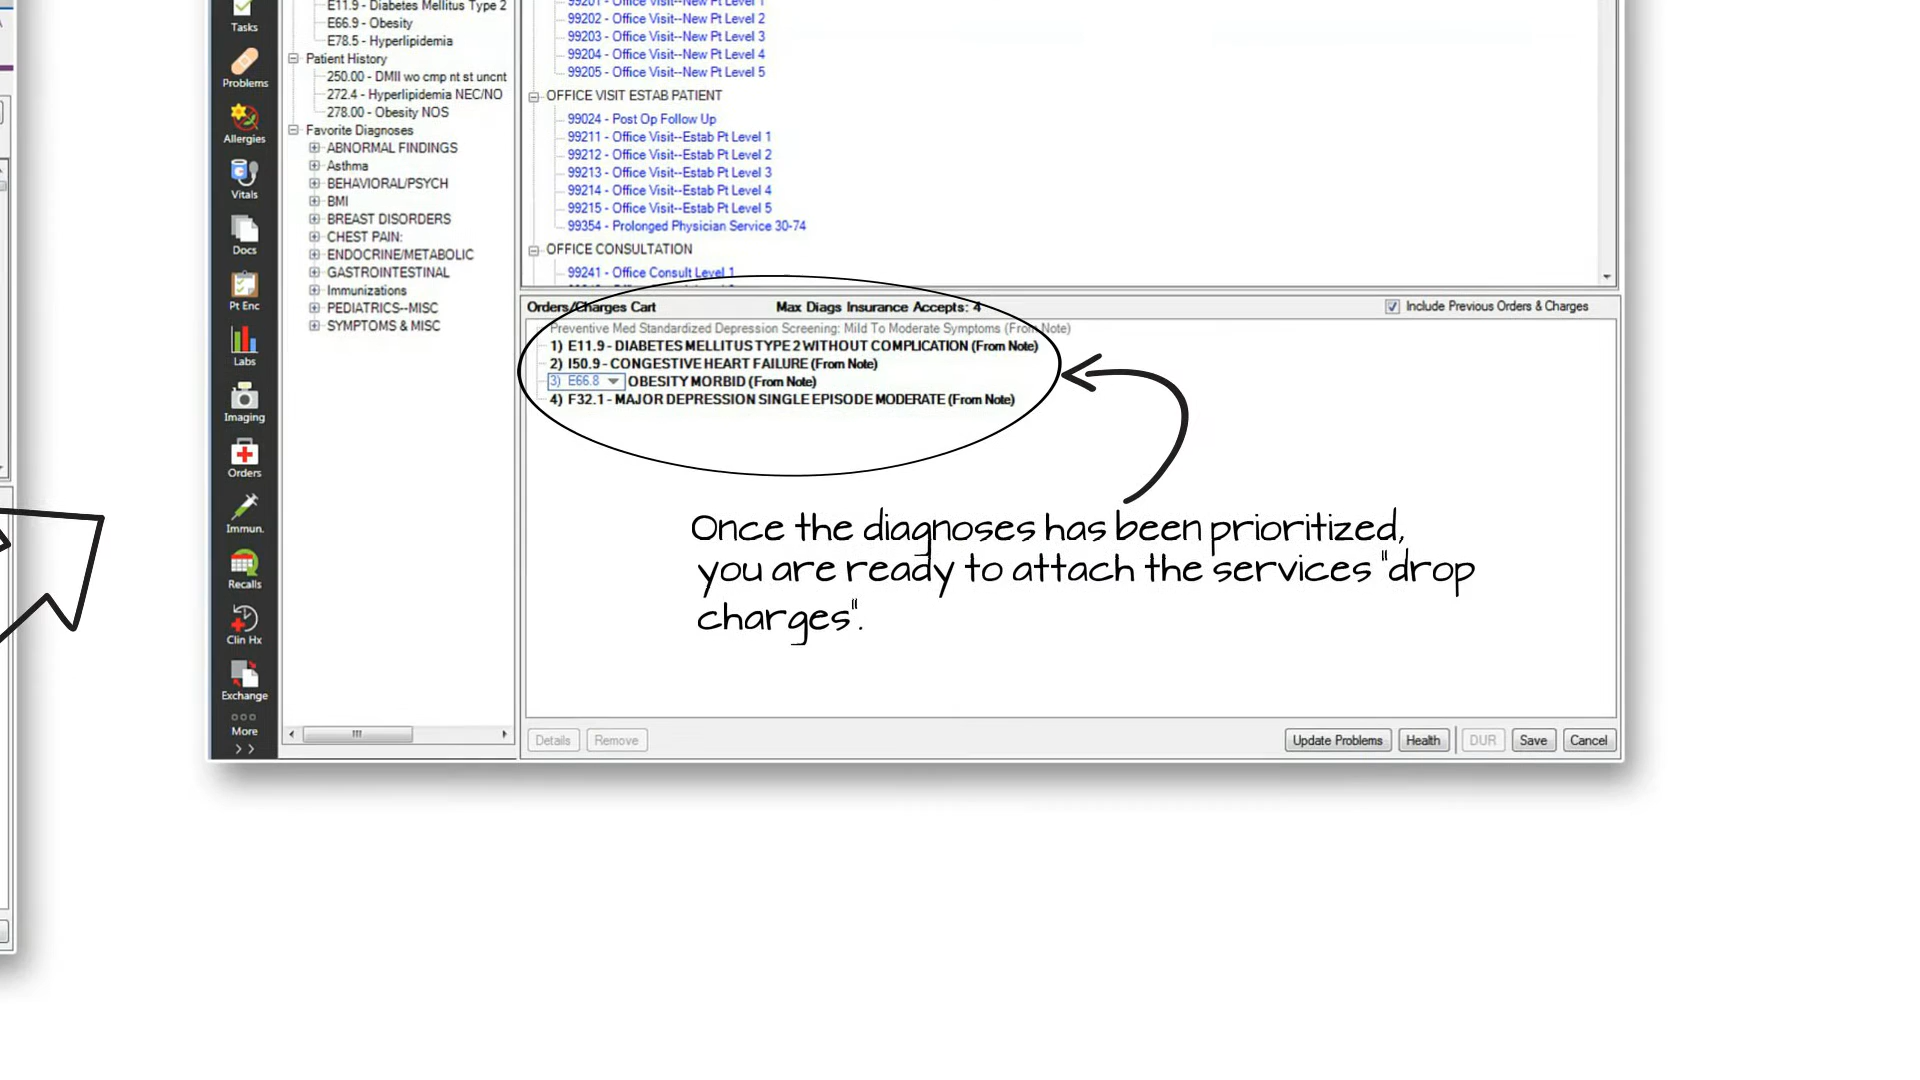 Tasks
Problems
Allergies
Vitals
Docs
Pt Enc
Labs
Imaging
Orders
Immun.
Recalls
Clin Hx
Exchange
More
E11.9 - Diabetes Mellitus Type 2
E66.9 - Obesity
E78.5 - Hyperlipidemia
Patient History
250.00 - DMII wo cmp nt st uncnt
272.4 - Hyperlipidemia NEC/NO
278.00 - Obesity NOS
Favorite Diagnoses
ABNORMAL FINDINGS
Asthma
BEHAVIORAL/PSYCH
BMI
BREAST DISORDERS
CHEST PAIN:
ENDOCRINE/METABOLIC
GASTROINTESTINAL
Immunizations
PEDIATRICS--MISC
SYMPTOMS & MISC
99201 - Office Visit--New Pt Level 1
99202 - Office Visit--New Pt Level 2
99203 - Office Visit--New Pt Level 3
99204 - Office Visit--New Pt Level 4
99205 - Office Visit--New Pt Level 5
OFFICE VISIT ESTAB PATIENT
99024 - Post Op Follow Up
99211 - Office Visit--Estab Pt Level 1
99212 - Office Visit--Estab Pt Level 2
99213 - Office Visit--Estab Pt Level 3
99214 - Office Visit--Estab Pt Level 4
99215 - Office Visit--Estab Pt Level 5
99354 - Prolonged Physician Service 30-74
OFFICE CONSULTATION
99241 - Office Consult Level 1
Orders/Charges Cart Max Diags Insurance Accepts: 4 Include Previous Orders & Charges
Preventive Med Standardized Depression Screening: Mild To Moderate Symptoms (From Note)
1) E11.9 - DIABETES MELLITUS TYPE 2 WITHOUT COMPLICATION (From Note)
2) I50.9 - CONGESTIVE HEART FAILURE (From Note)
3) E66.8 OBESITY MORBID (From Note)
4) F32.1 - MAJOR DEPRESSION SINGLE EPISODE MODERATE (From Note)
Once the diagnoses has been prioritized,
you are ready to attach the services "drop
charges".
Details Remove Update Problems Health DUR Save Cancel